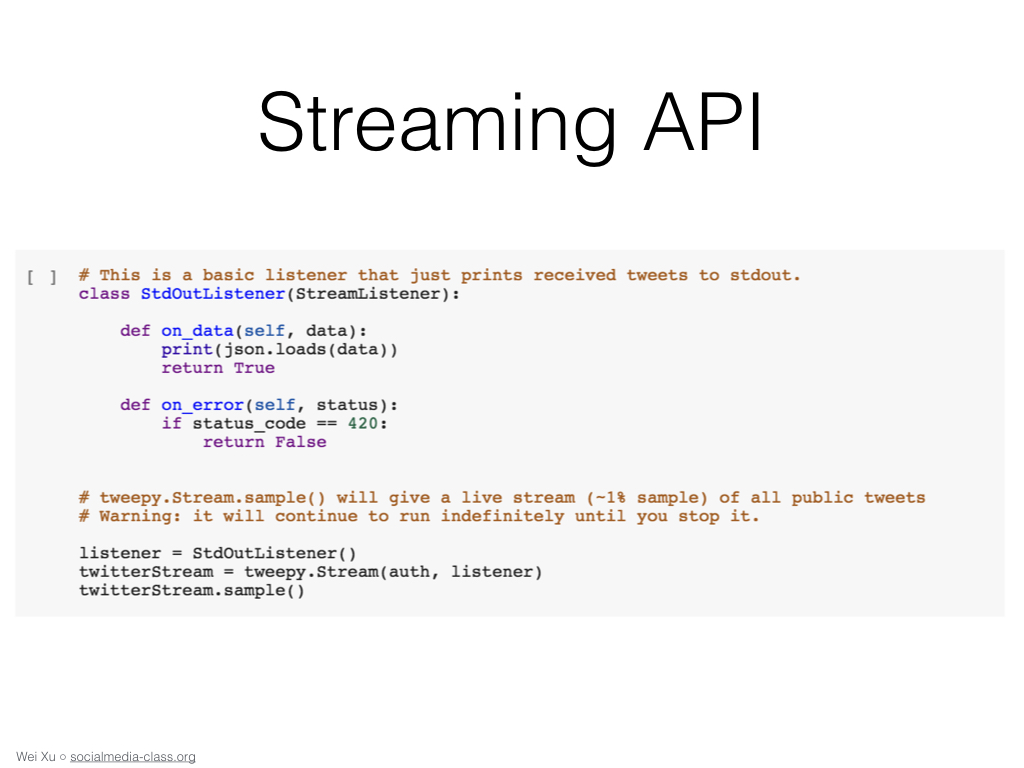 Streaming API
[ ] # This is a basic listener that just prints received tweets to stdout.
class StdOutListener(StreamListener):
def on_data(self, data):
print(json.loads(data))
return True
def on_error(self, status):
if status_code == 420:
return False
# tweepy.Stream.sample() will give a live stream (~1% sample) of all public tweets
# Warning: it will continue to run indefinitely until you stop it.
listener = StdOutListener()
twitterStream = tweepy.Stream(auth, listener)
twitterStream.sample()
Wei Xu ○ socialmedia-class.org